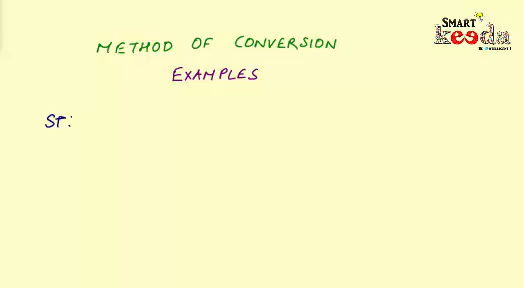 SMART
keeda
METHOD OF CONVERSION
EXAMPLES
ST: